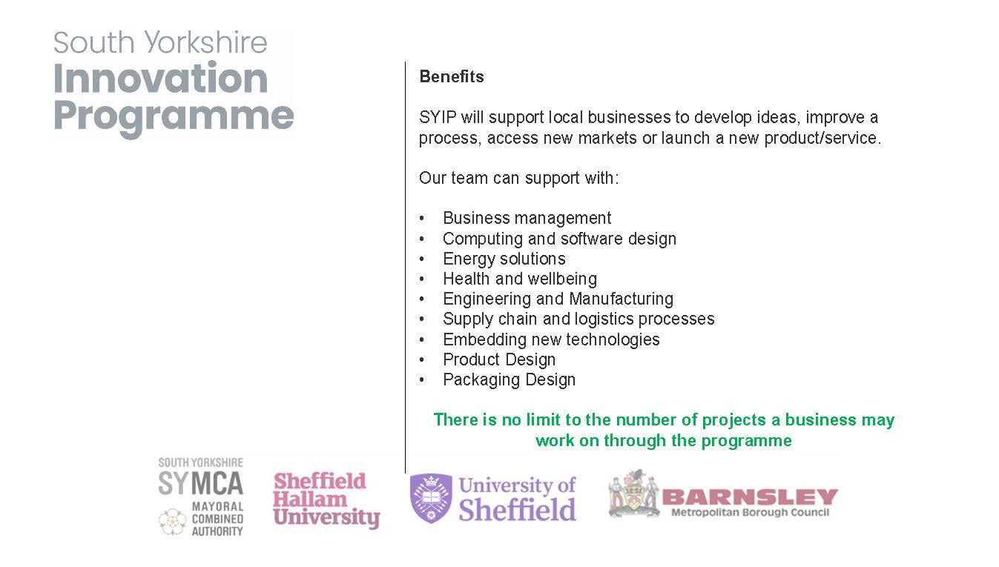 South Yorkshire
Innovation
Programme
Benefits
SYIP will support local businesses to develop ideas, improve a
process, access new markets or launch a new product/service.
Our team can support with:
• Business management
• Computing and software design
• Energy solutions
• Health and wellbeing
• Engineering and Manufacturing
• Supply chain and logistics processes
• Embedding new technologies
• Product Design
• Packaging Design
There is no limit to the number of projects a business may
work on through the programme
SOUTH YORKSHIRE
SYMCA
MAYORAL
COMBINED
AUTHORITY
Sheffield
Hallam
University
University of
Sheffield
BARNSLEY
Metropolitan Borough Council